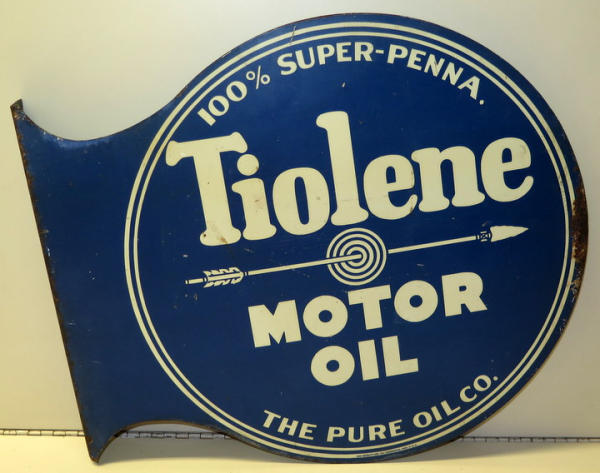 100% SUPER-PENNA.
Tiolene
MOTOR
OIL
THE PURE OIL CO.